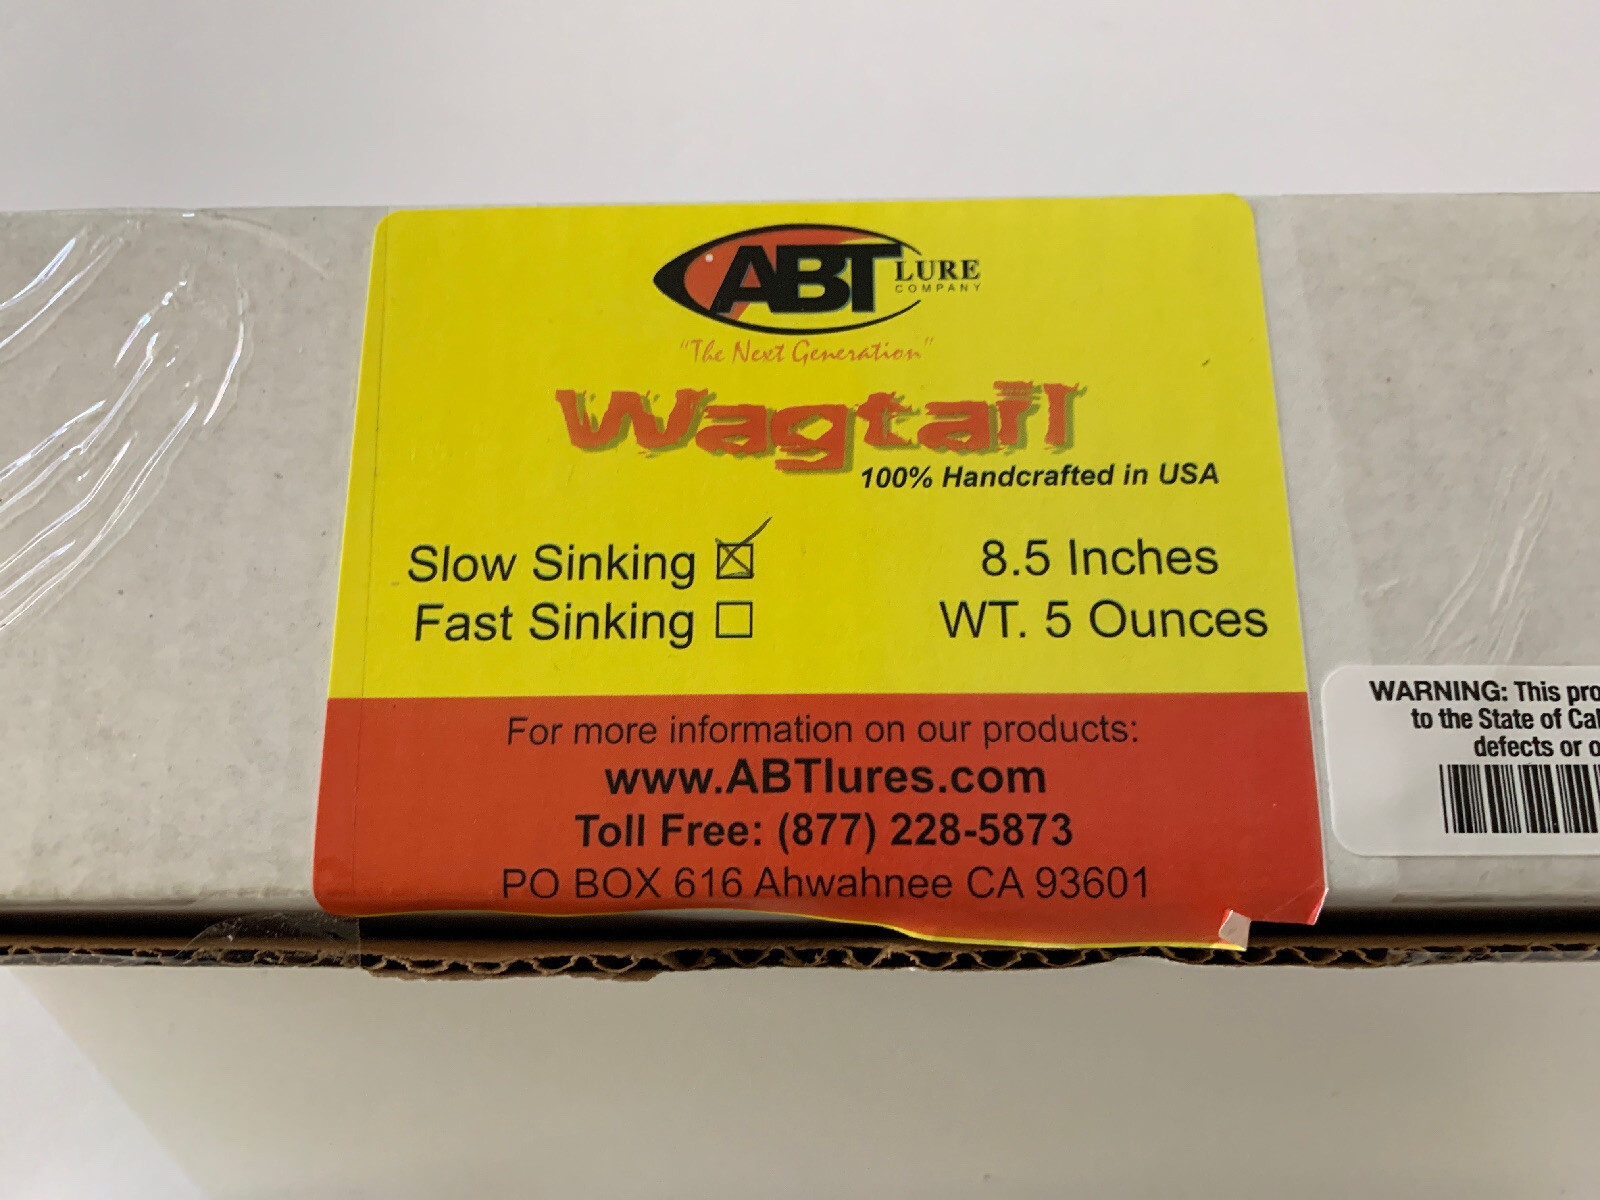 ABT LURE
COMPANY
"The Next Generation"
Wagtail
100% Handcrafted in USA
Slow Sinking 8.5 Inches
Fast Sinking WT. 5 Ounces
For more information on our products:
www.ABTlures.com
Toll Free: (877) 228-5873
PO BOX 616 Ahwahnee CA 93601
WARNING: This pro
to the State of Cal
defects or o